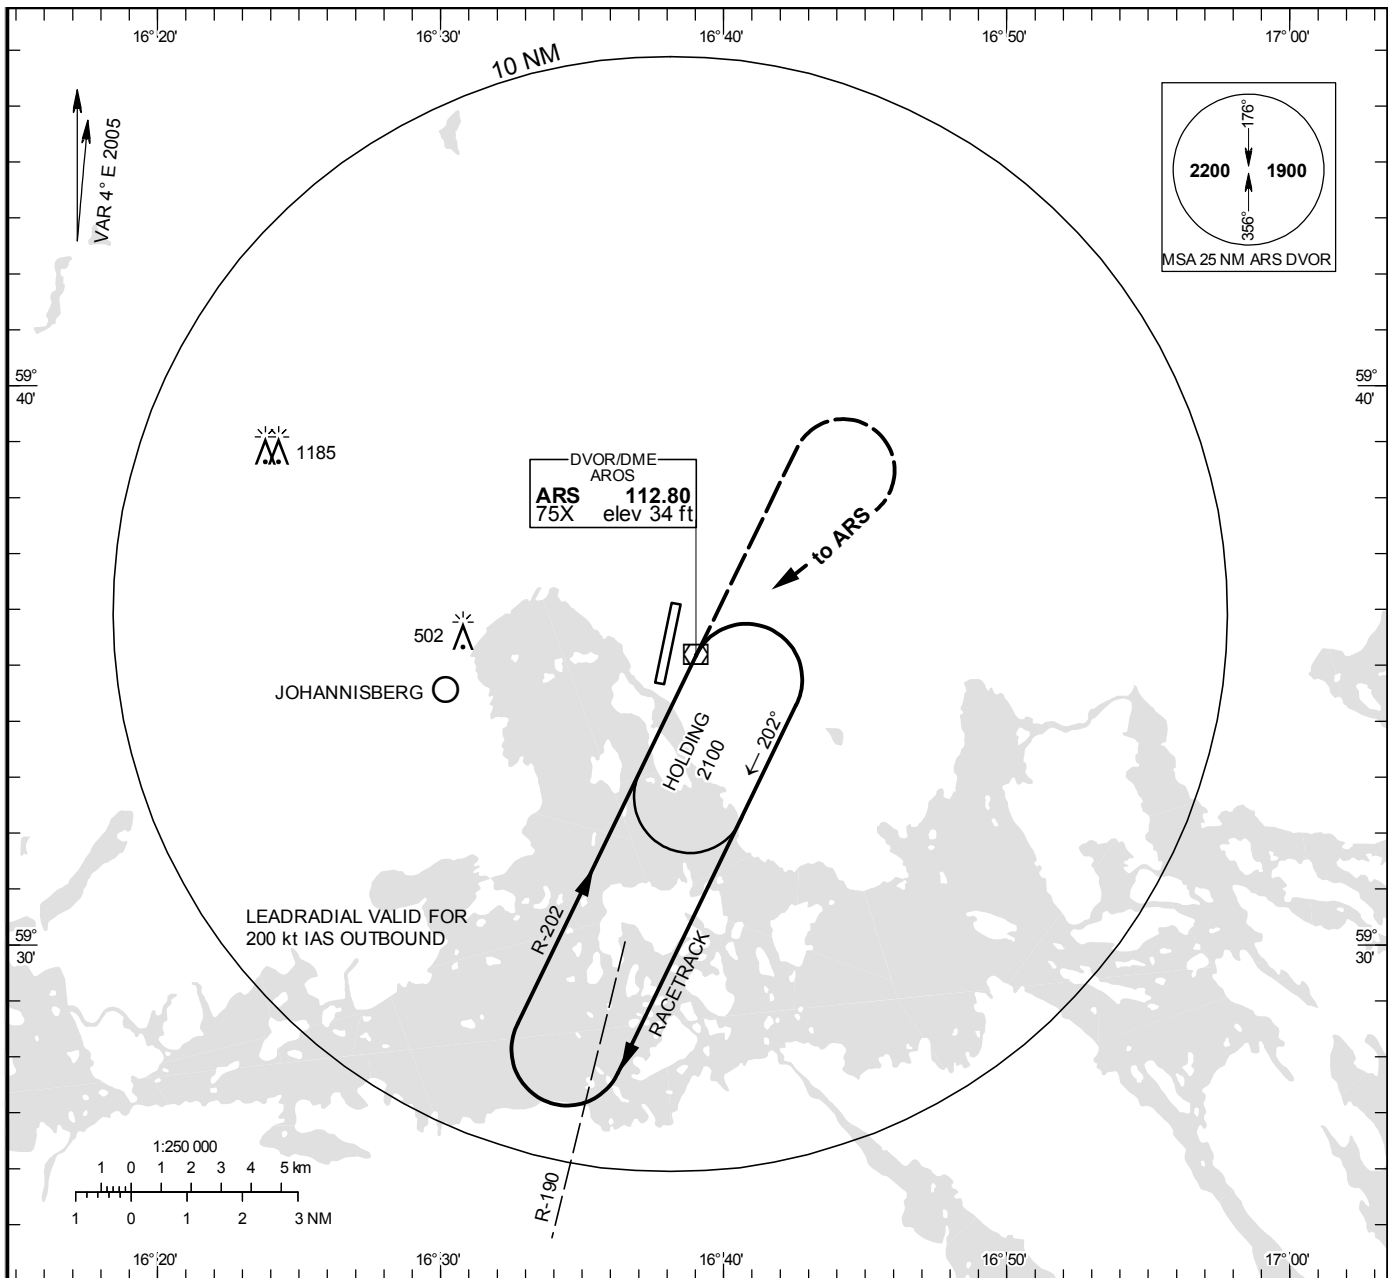 16°20'
16°30'
16°40'
16°50'
17°00'
10 NM
VAR 4° E 2005
176°
2200 1900
356°
MSA 25 NM ARS DVOR
59°
40'
59°
40'
1185
DVOR/DME
AROS
ARS 112.80
75X elev 34 ft
to ARS
502
JOHANNISBERG
HOLDING
2100
202°
LEADRADIAL VALID FOR
200 kt IAS OUTBOUND
R-202
RACETRACK
59°
30'
59°
30'
R-190
1:250 000
1 0 1 2 3 4 5 km
1 0 1 2 3 NM
16°20'
16°30'
16°40'
16°50'
17°00'